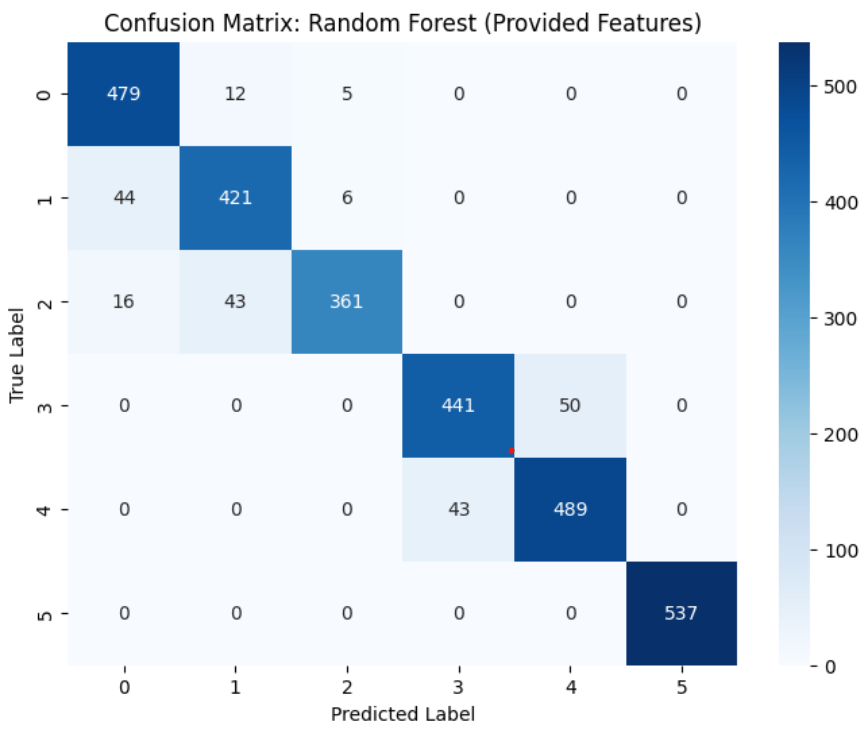 Confusion Matrix: Random Forest (Provided Features)
True Label
0 479 12 5 0 0 0
1 44 421 6 0 0 0
2 16 43 361 0 0 0
3 0 0 0 441 50 0
4 0 0 0 43 489 0
5 0 0 0 0 0 537
0 1 2 3 4 5
Predicted Label
500
400
300
200
100
0